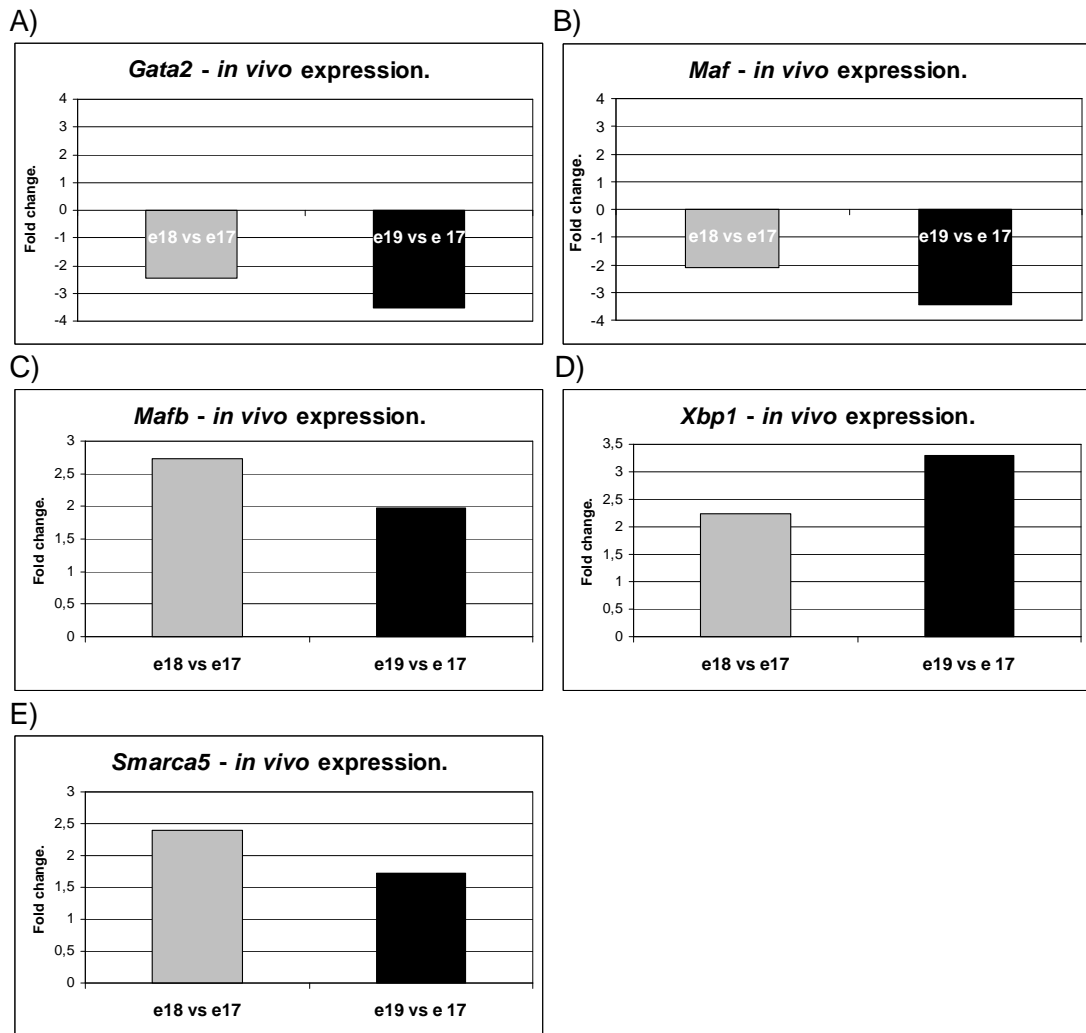 A)
Gata2 - in vivo expression.
Fold change.
4
3
2
1
0
-1
-2
-3
-4
e18 vs e17
e19 vs e 17
B)
Maf - in vivo expression.
Fold change.
4
3
2
1
0
-1
-2
-3
-4
e18 vs e17
e19 vs e 17
C)
Mafb - in vivo expression.
Fold change.
3
2,5
2
1,5
1
0,5
0
e18 vs e17
e19 vs e 17
D)
Xbp1 - in vivo expression.
Fold change.
3,5
3
2,5
2
1,5
1
0,5
0
e18 vs e17
e19 vs e 17
E)
Smarca5 - in vivo expression.
Fold change.
3
2,5
2
1,5
1
0,5
0
e18 vs e17
e19 vs e 17